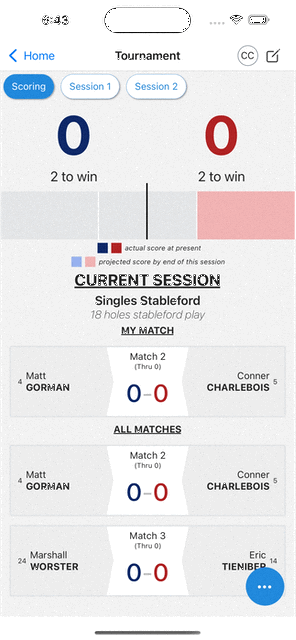 6:43
Home
Tournament
CC
Scoring
Session 1
Session 2
0
0
2 to win
2 to win
actual score at present
projected score by end of this session
CURRENT SESSION
Singles Stableford
18 holes stableford play
MY MATCH
Match 2
(Thru 0)
4 Matt GORMAN
0-0
Conner CHARLEBOIS 5
ALL MATCHES
Match 2
(Thru 0)
4 Matt GORMAN
0-0
Conner CHARLEBOIS 5
Match 3
(Thru 0)
24 Marshall WORSTER
0-0
Eric TIENIBER 14